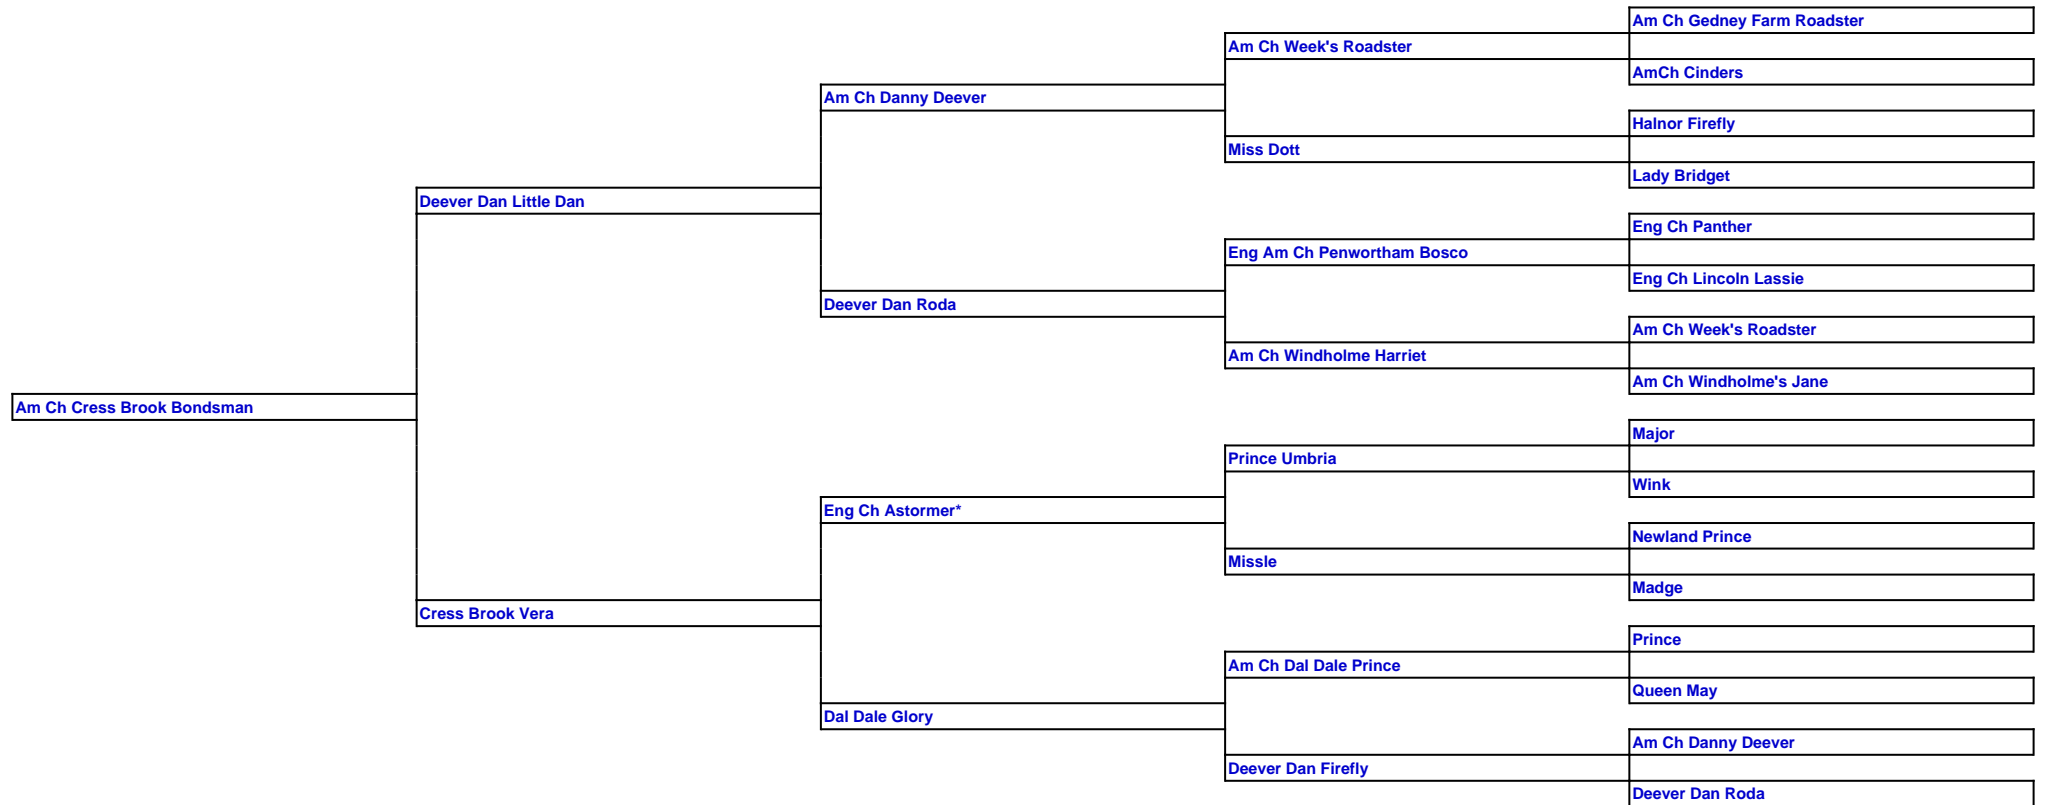 Am Ch Gedney Farm Roadster
Am Ch Week's Roadster
AmCh Cinders
Am Ch Danny Deever
Halnor Firefly
Miss Dott
Lady Bridget
Deever Dan Little Dan
Eng Ch Panther
Eng Am Ch Penwortham Bosco
Eng Ch Lincoln Lassie
Deever Dan Roda
Am Ch Week's Roadster
Am Ch Windholme Harriet
Am Ch Windholme's Jane
Am Ch Cress Brook Bondsman
Major
Prince Umbria
Wink
Eng Ch Astormer*
Newland Prince
Missle
Madge
Cress Brook Vera
Prince
Am Ch Dal Dale Prince
Queen May
Dal Dale Glory
Am Ch Danny Deever
Deever Dan Firefly
Deever Dan Roda